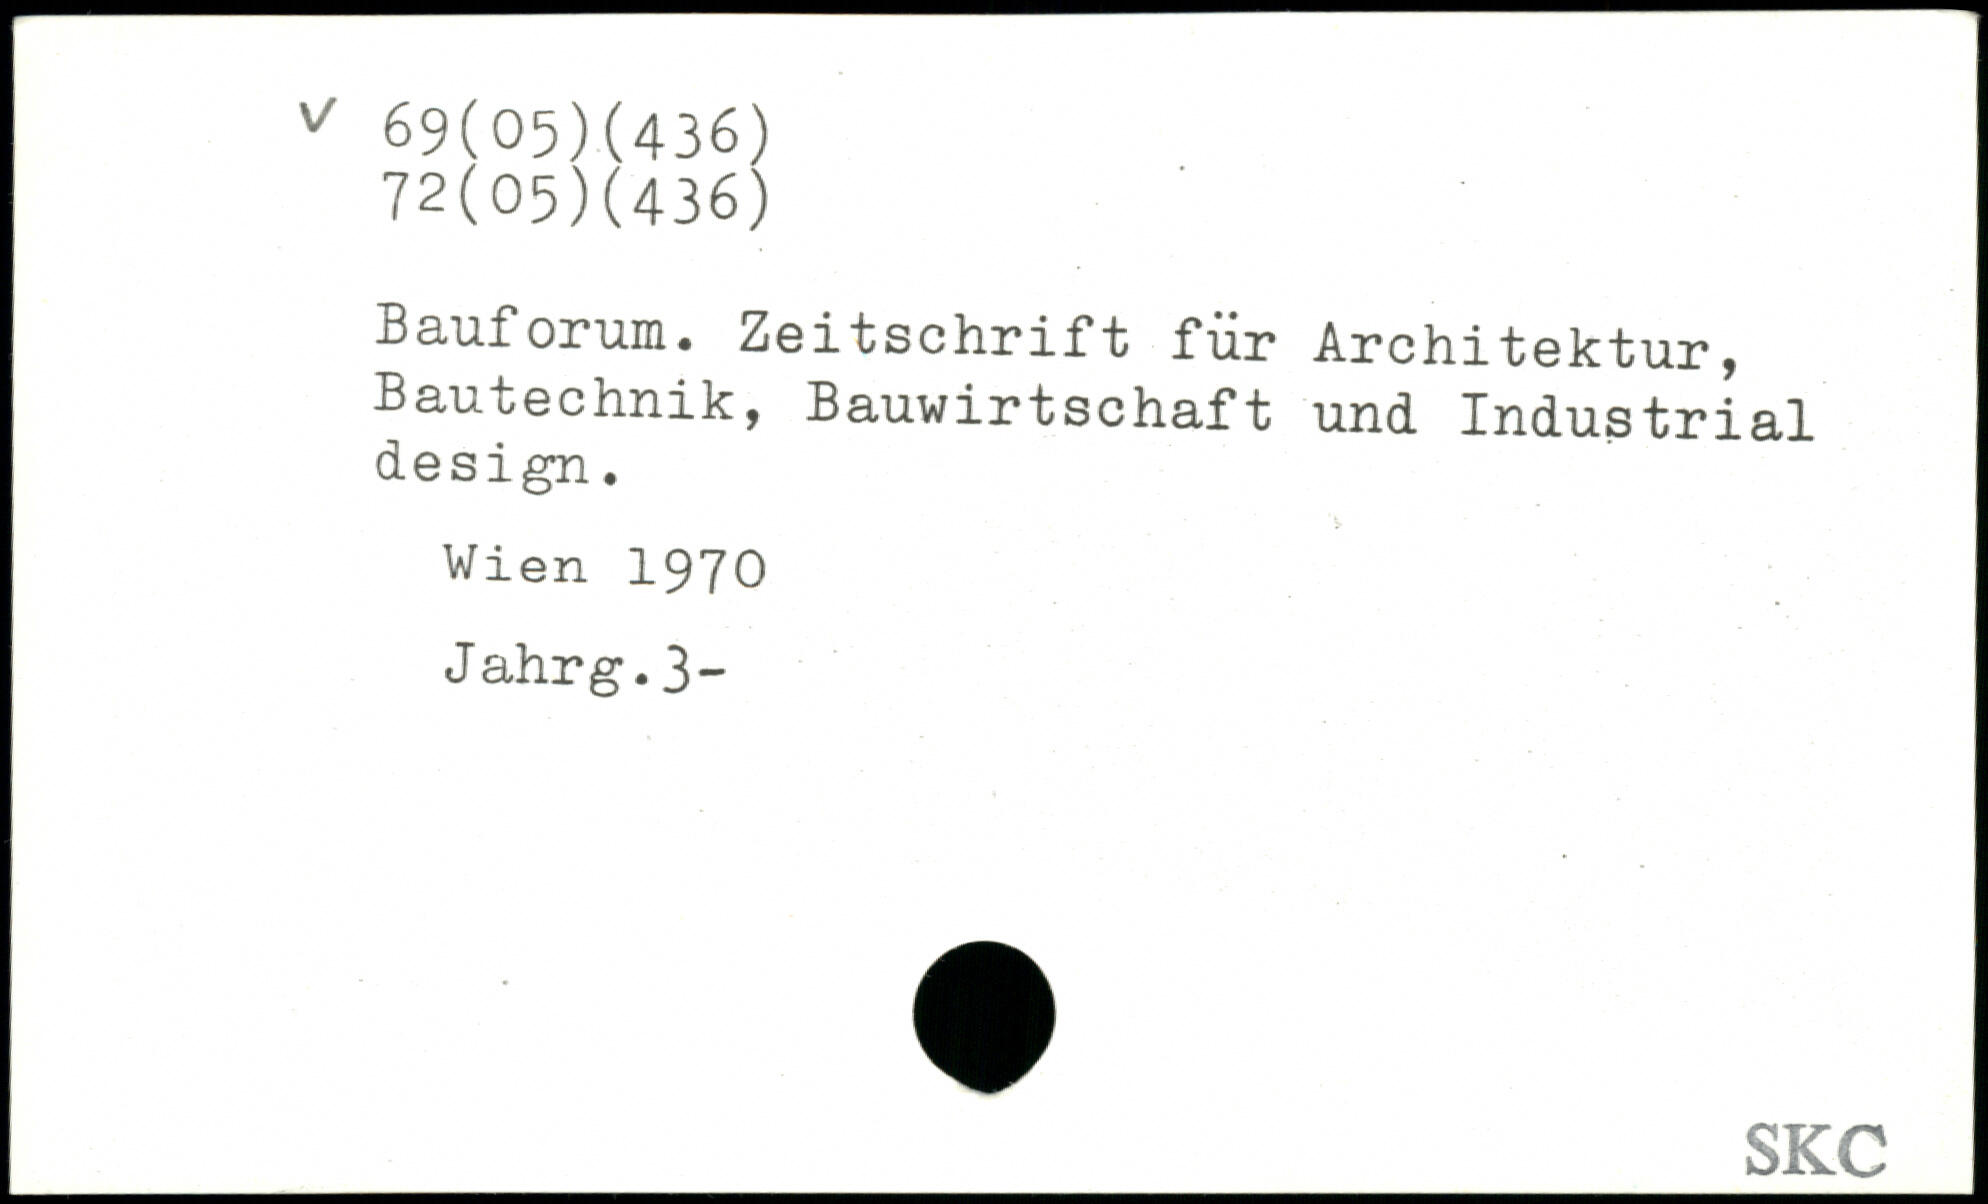 v 69(05)(436)
72(05)(436)
Bauforum. Zeitschrift für Architektur,
Bautechnik, Bauwirtschaft und Industrial
design.
Wien 1970
Jahrg.3-
SKC